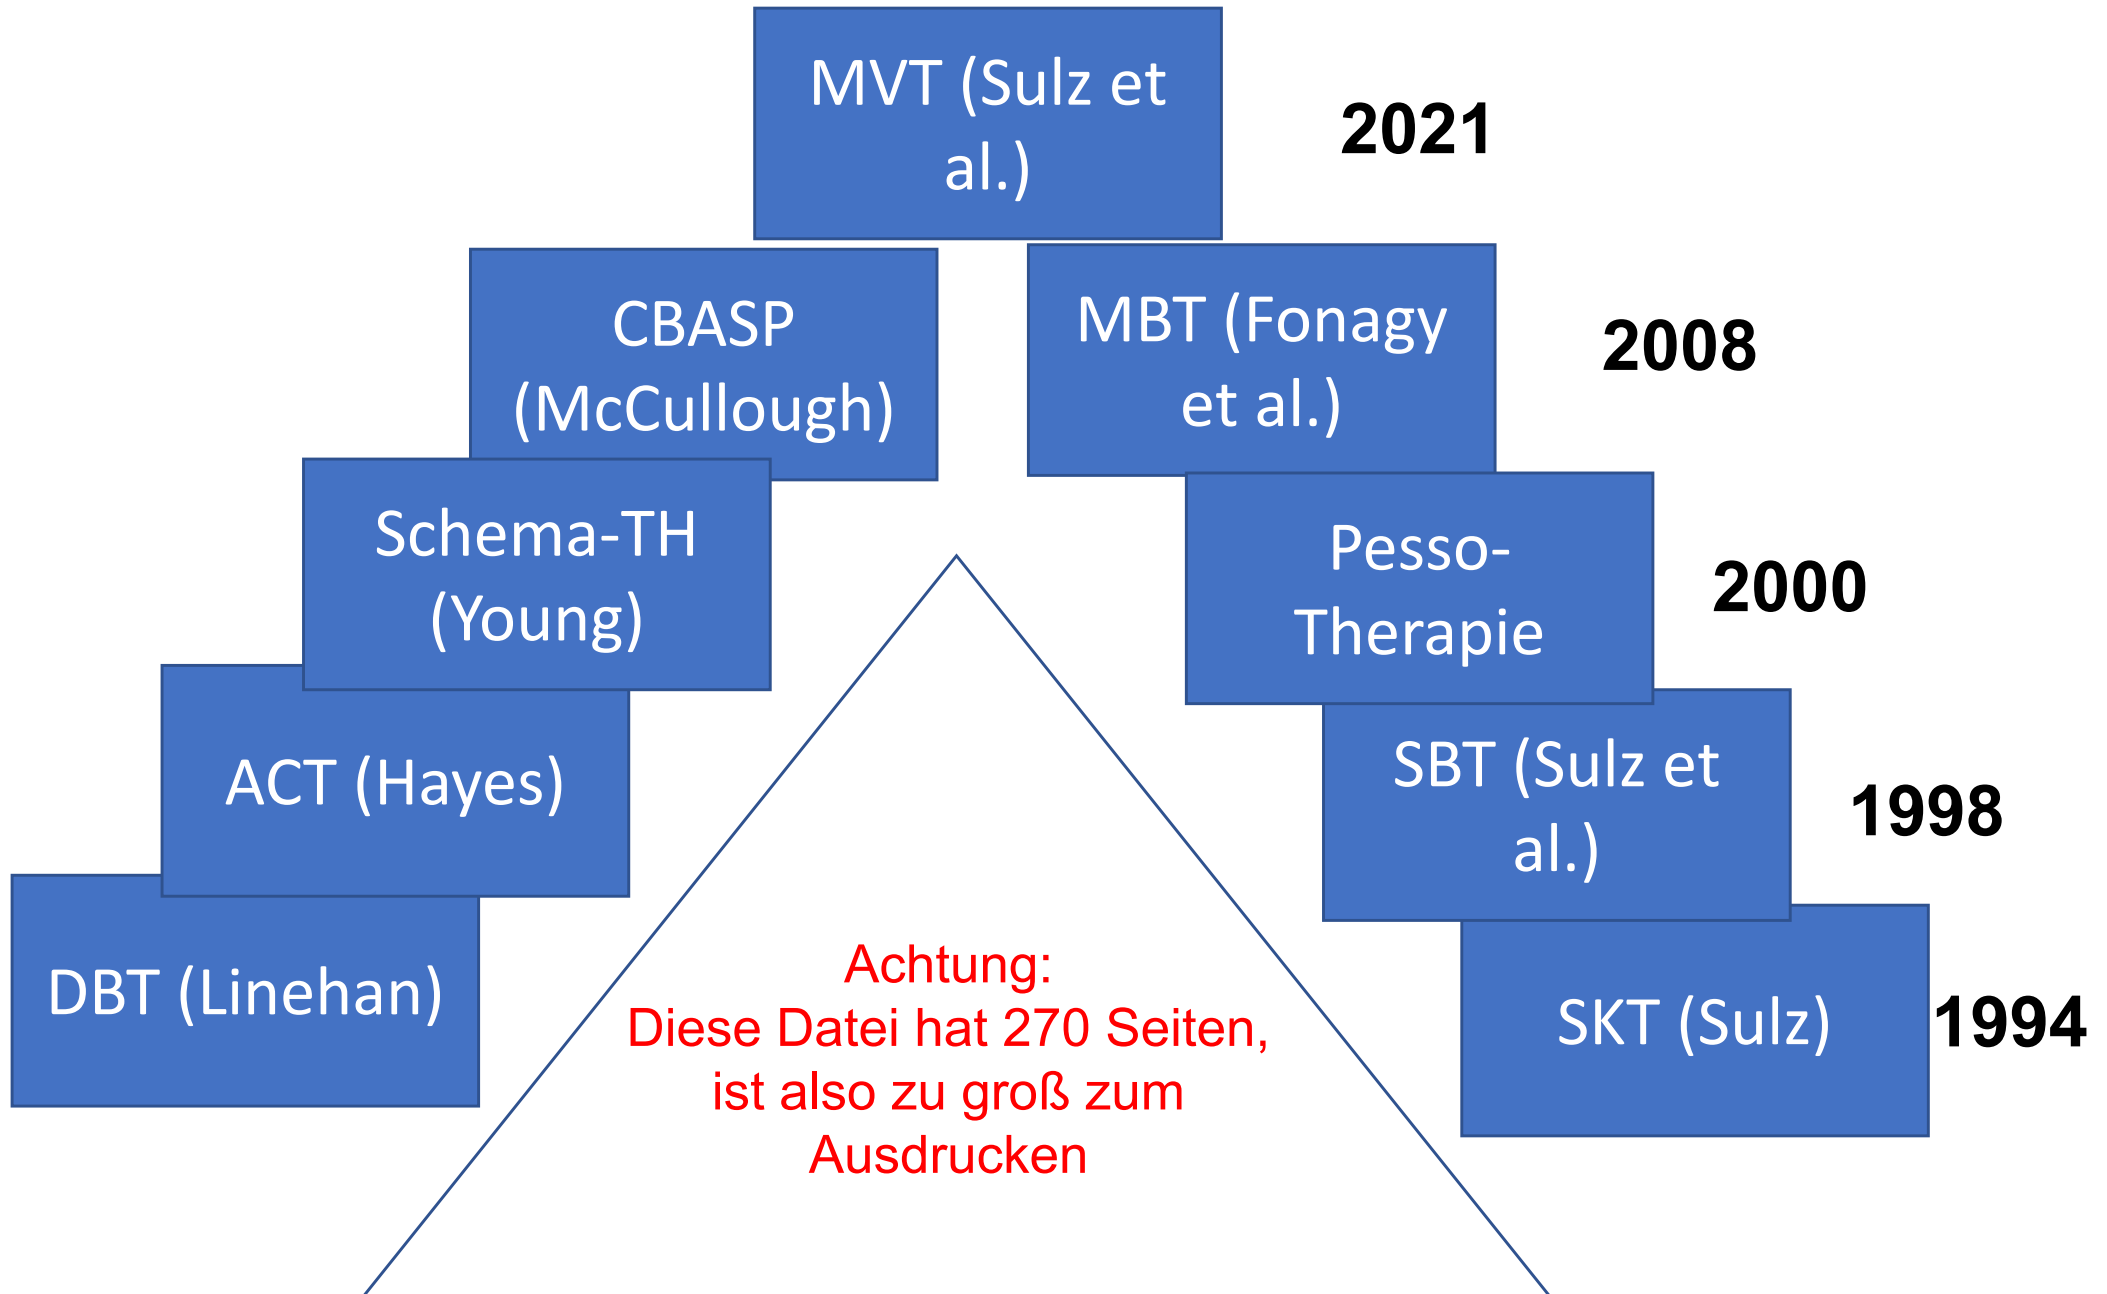 MVT (Sulz et
al.)
2021
CBASP
(McCullough)
MBT (Fonagy
et al.)
2008
Schema-TH
(Young)
Pesso-
Therapie
2000
ACT (Hayes)
SBT (Sulz et
al.)
1998
DBT (Linehan)
SKT (Sulz)
1994
Achtung:
Diese Datei hat 270 Seiten,
ist also zu groß zum
Ausdrucken